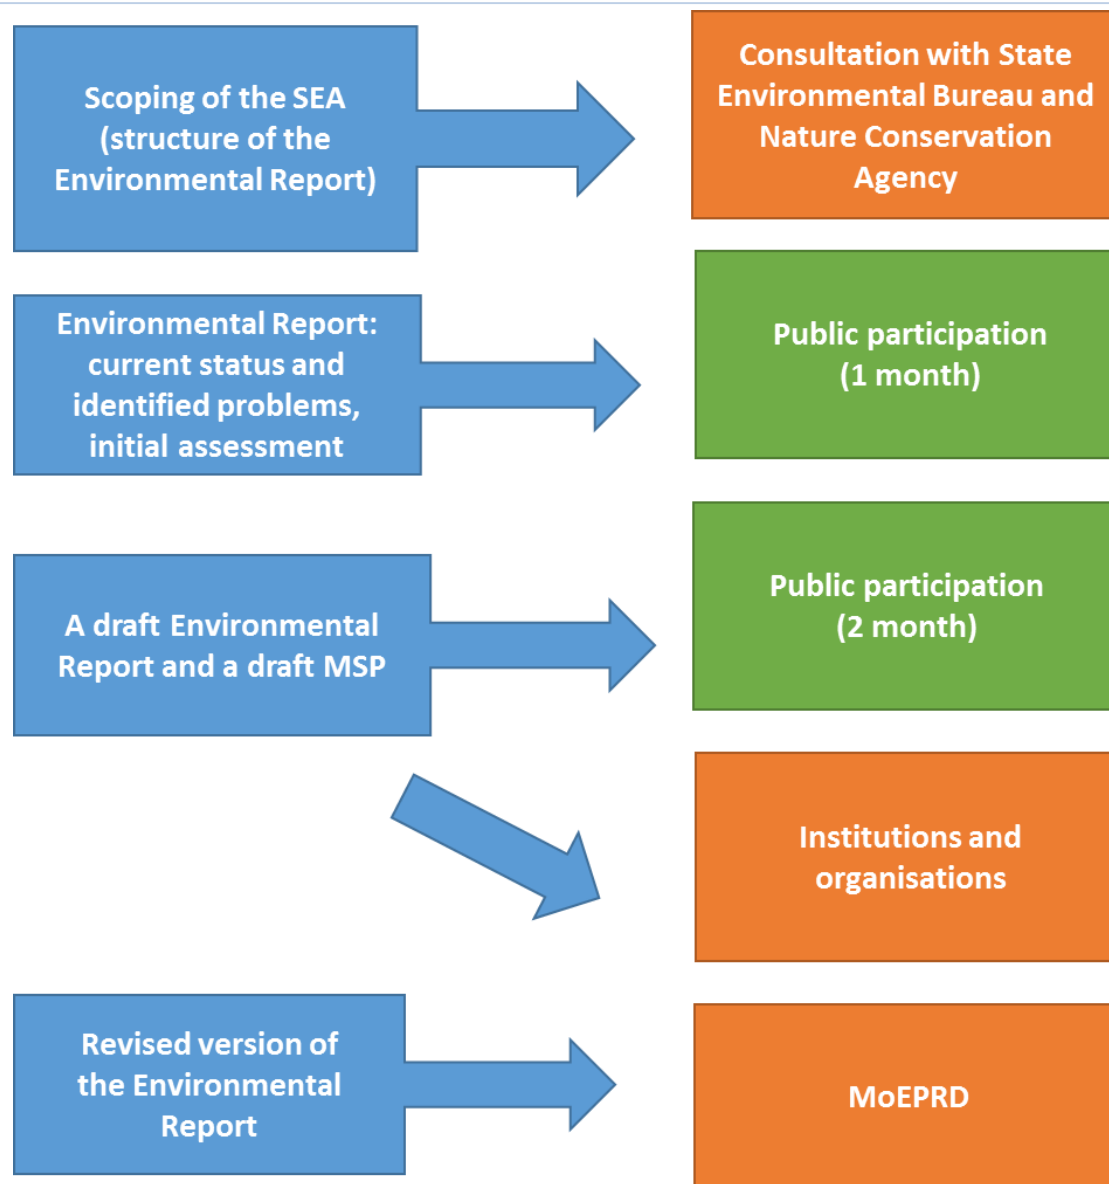 Scoping of the SEA
(structure of the
Environmental Report)
Consultation with State
Environmental Bureau and
Nature Conservation
Agency
Environmental Report:
current status and
identified problems,
initial assessment
Public participation
(1 month)
A draft Environmental
Report and a draft MSP
Public participation
(2 month)
Institutions and
organisations
Revised version of
the Environmental
Report
MoEPRD